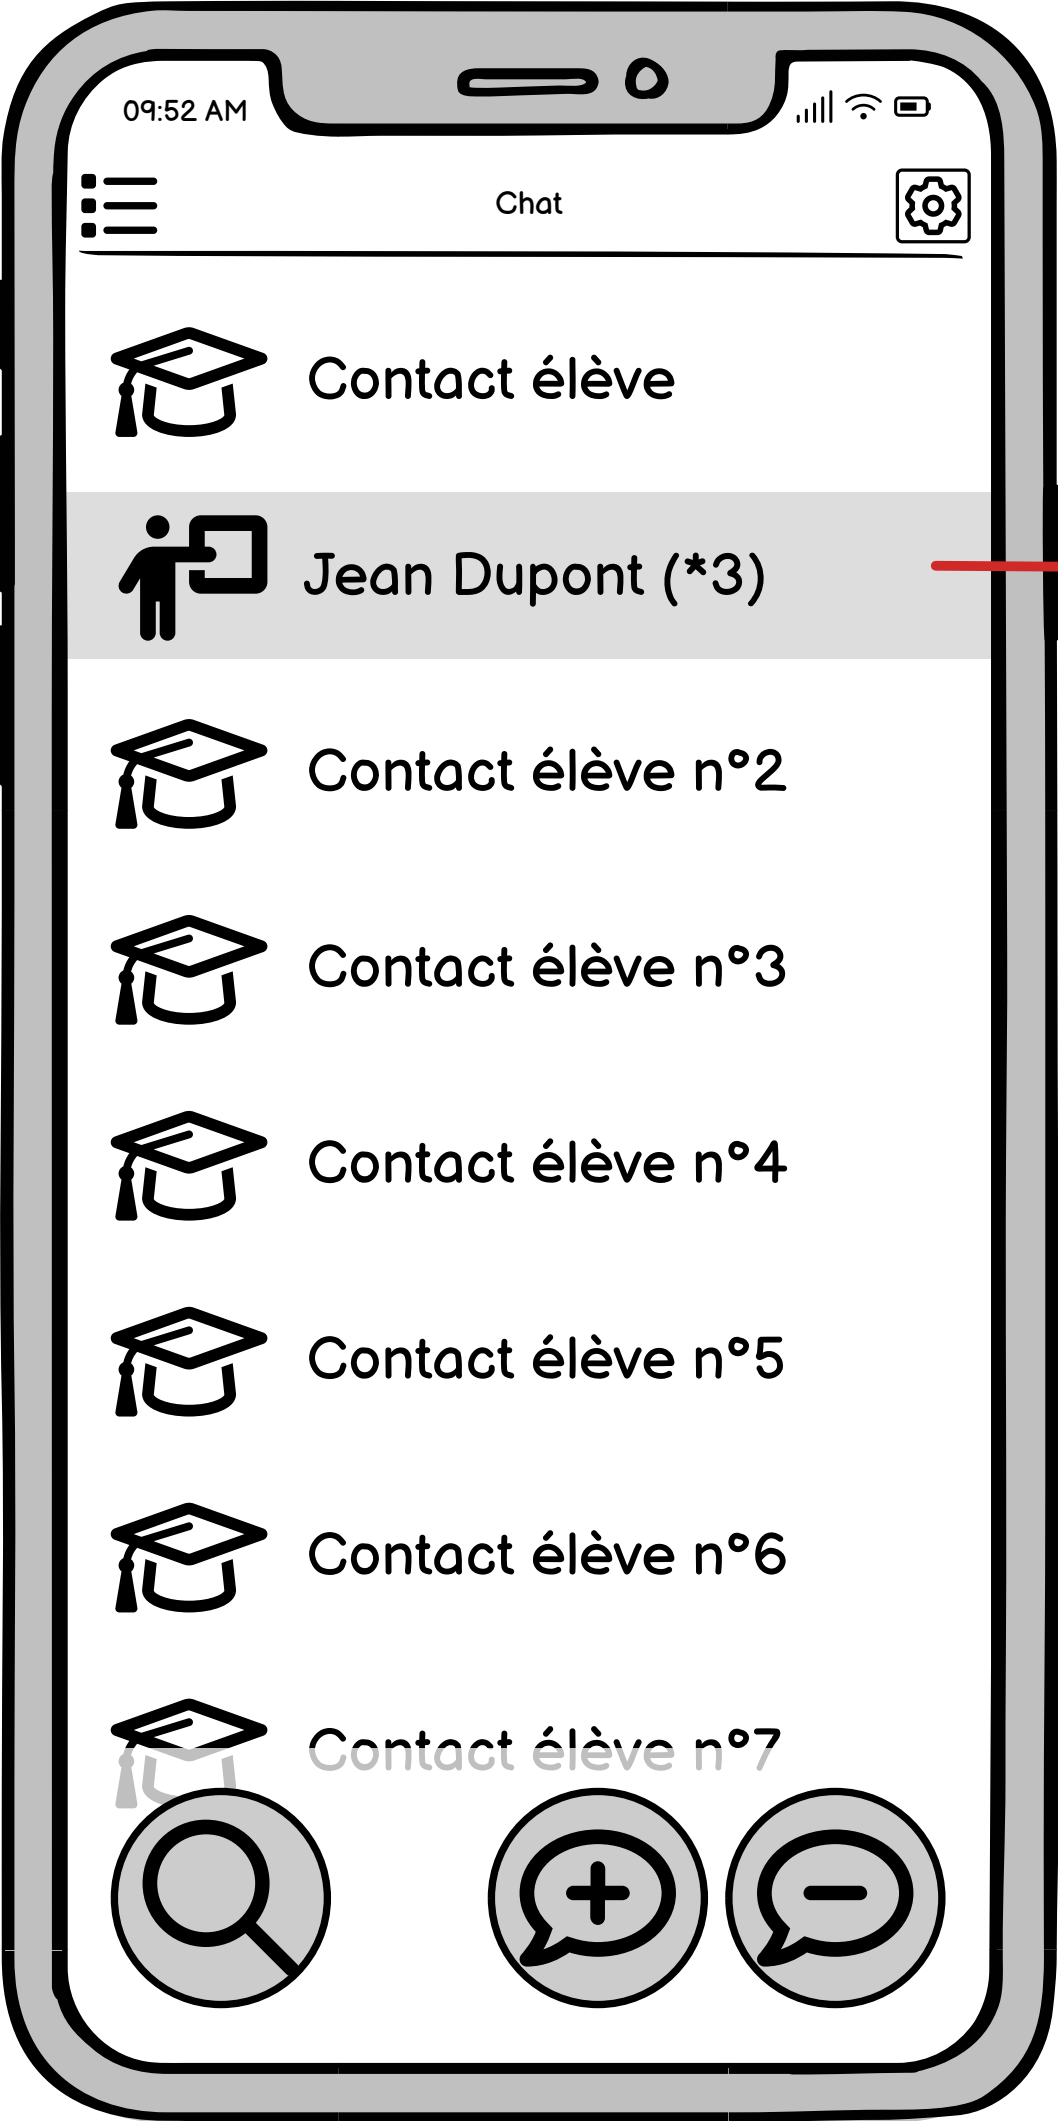 09:52 AM
Chat
Contact élève
Jean Dupont (*3)
Contact élève n°2
Contact élève n°3
Contact élève n°4
Contact élève n°5
Contact élève n°6
Contact élève n°7